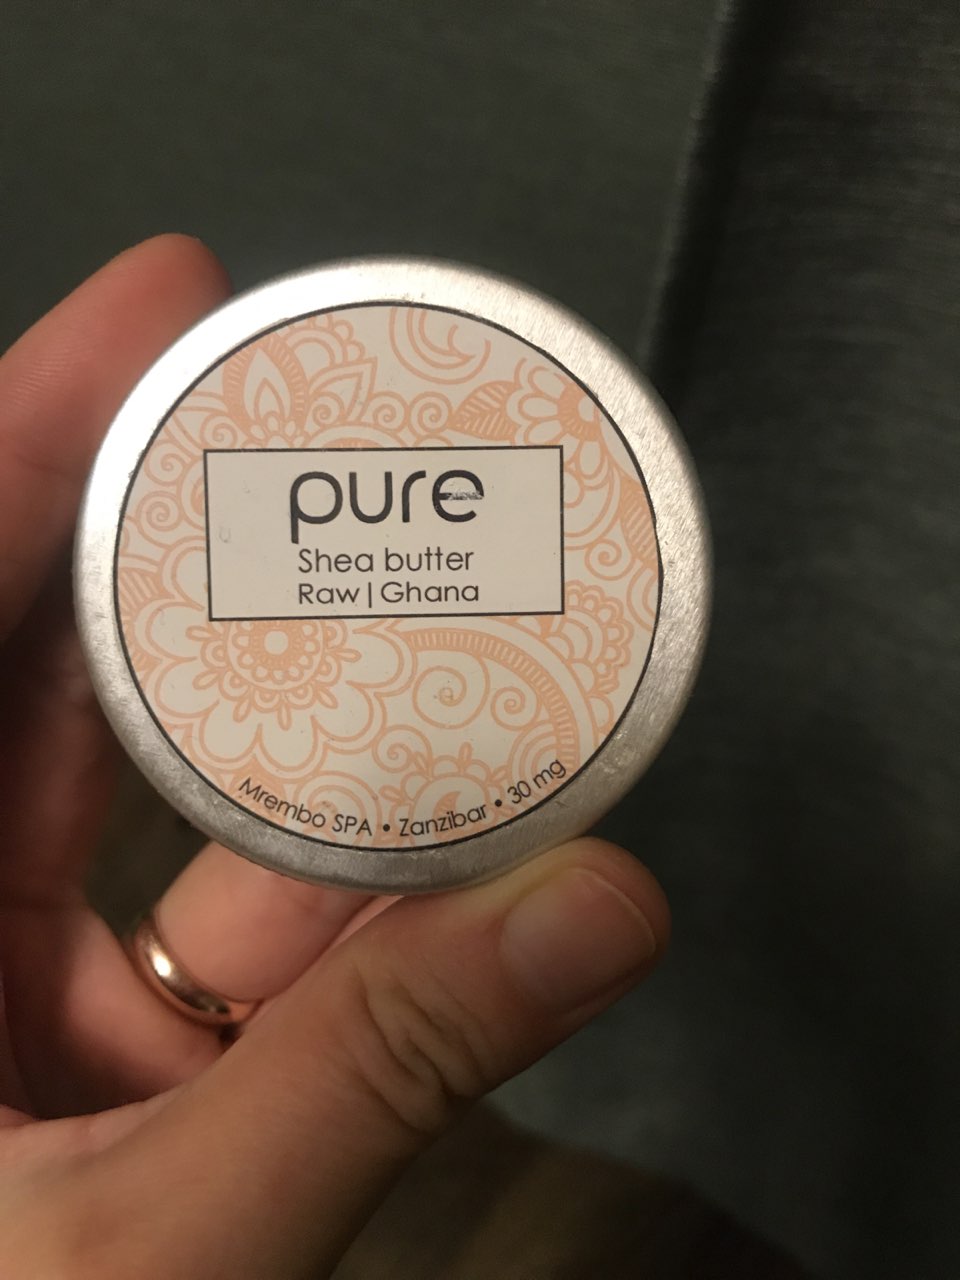 pure
Shea butter
Raw | Ghana
Mrembo SPA • Zanzibar • 30 mg